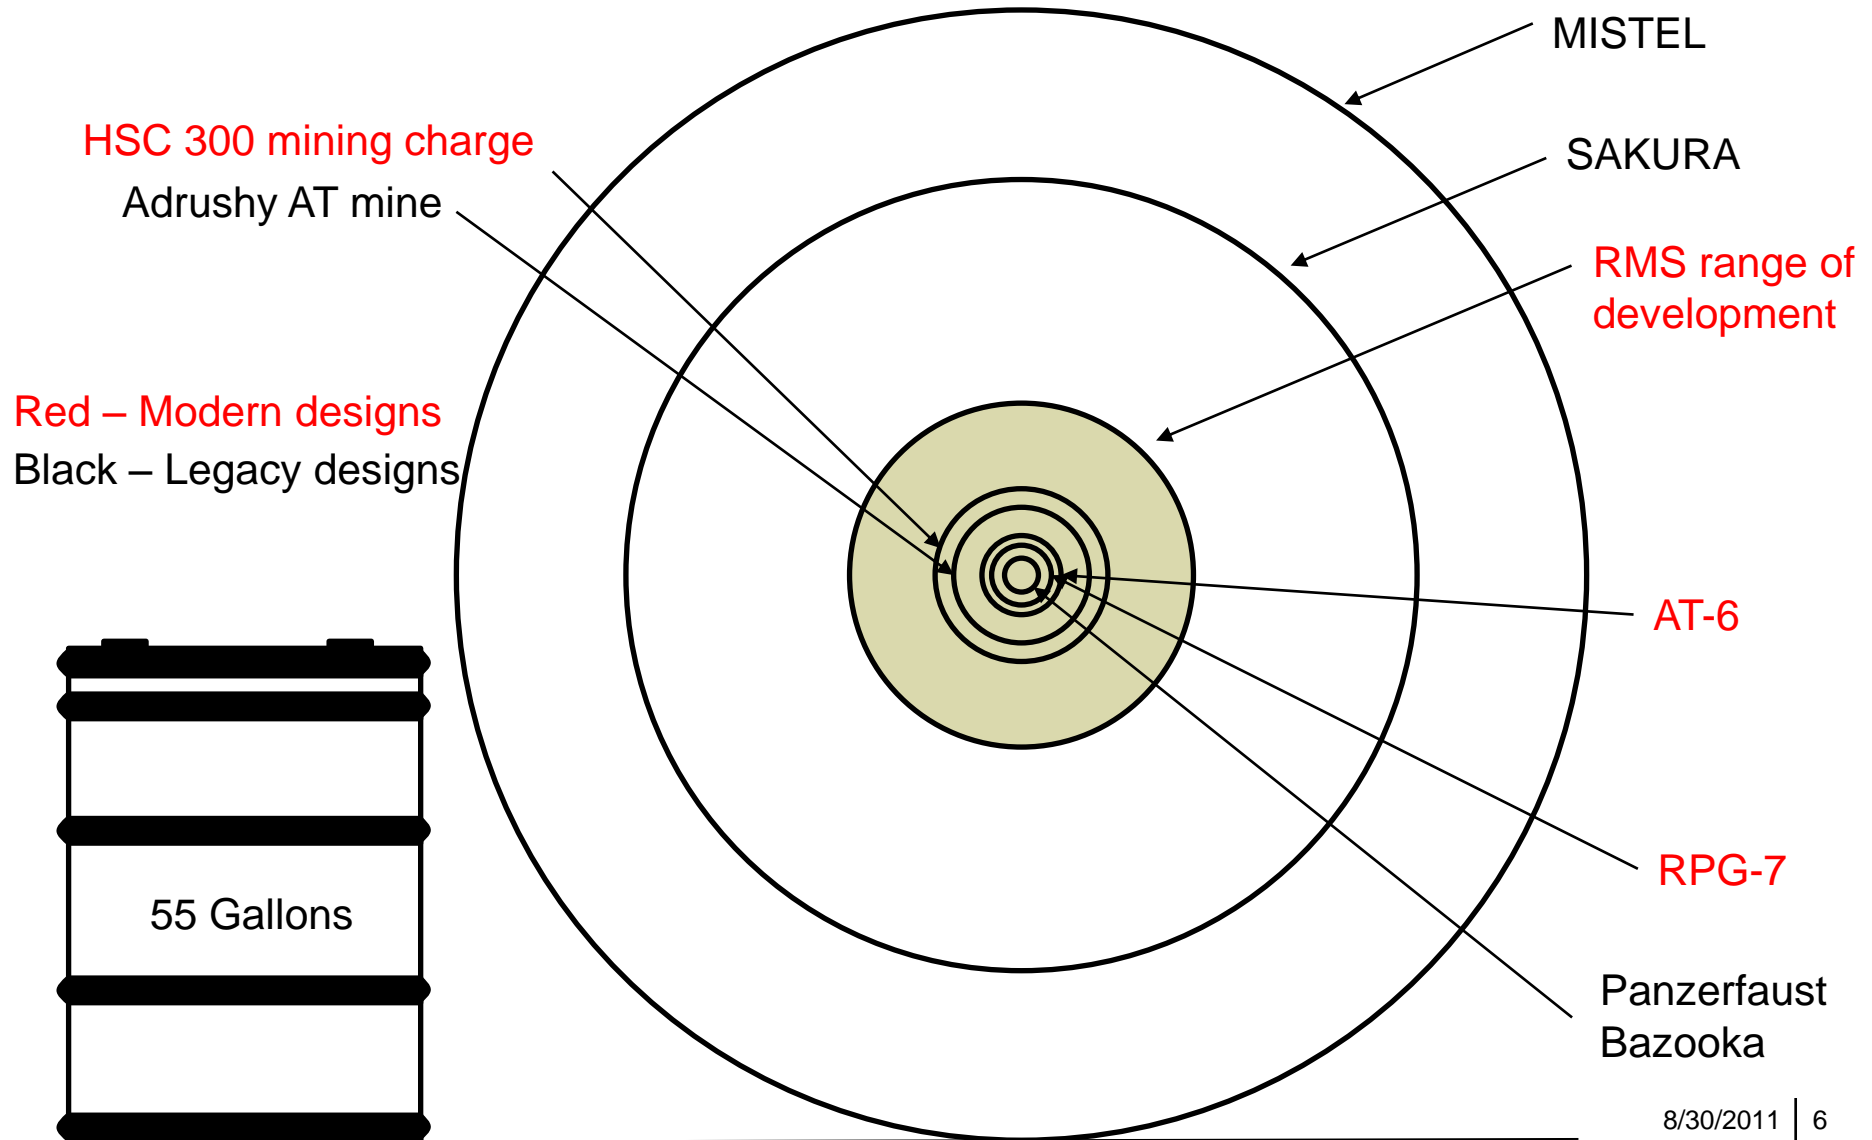 MISTEL
HSC 300 mining charge
SAKURA
Adrushy AT mine
RMS range of
development
Red – Modern designs
Black – Legacy designs
AT-6
RPG-7
55 Gallons
Panzerfaust
Bazooka
8/30/2011 6